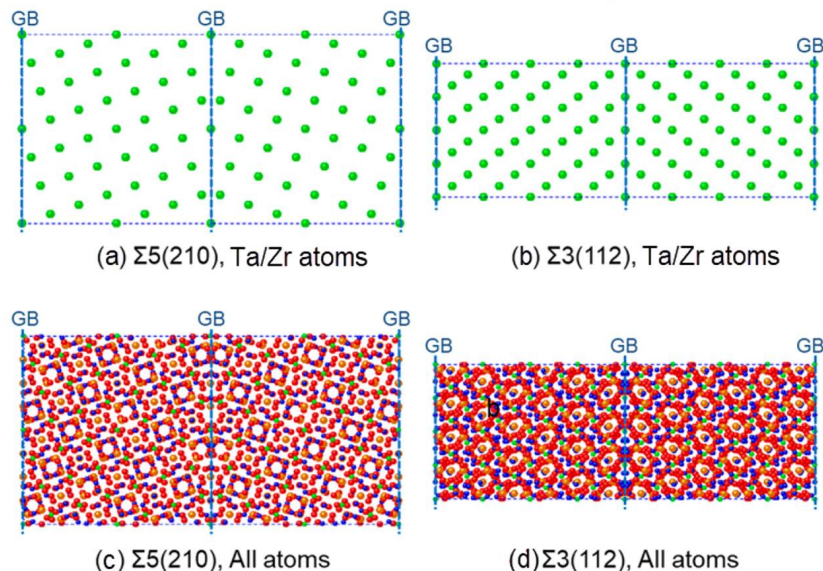 GB GB GB
GB GB GB
(a) Σ5(210), Ta/Zr atoms
(b) Σ3(112), Ta/Zr atoms
GB GB GB
GB GB GB
b
(c) Σ5(210), All atoms
(d)Σ3(112), All atoms